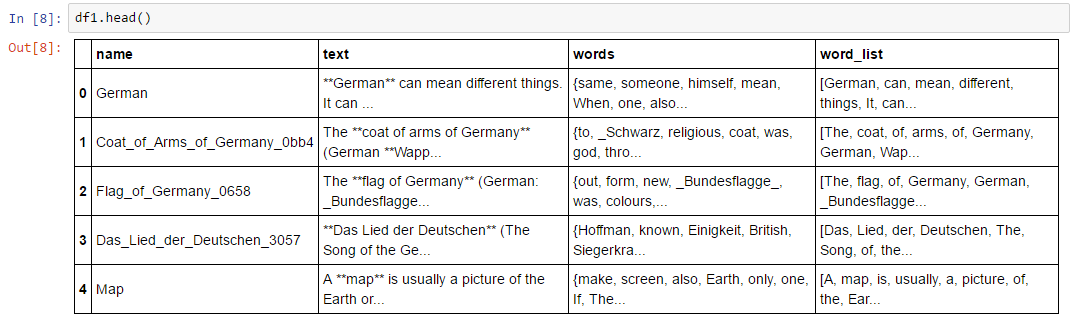 In [8]: df1.head()
Out[8]:
name text words word_list
0 German **German** can mean different things. It can ... {same, someone, himself, mean, When, one, also... [German, can, mean, different, things, It, can...
1 Coat_of_Arms_of_Germany_0bb4 The **coat of arms of Germany** (German **Wapp... {to, _Schwarz, religious, coat, was, god, thro... [The, coat, of, arms, of, Germany, German, Wap...
2 Flag_of_Germany_0658 The **flag of Germany** (German: _Bundesflagge... {out, form, new, _Bundesflagge_, was, colours,... [The, flag, of, Germany, German, _Bundesflagge...
3 Das_Lied_der_Deutschen_3057 **Das Lied der Deutschen** (The Song of the Ge... {Hoffman, known, Einigkeit, British, Siegerkra... [Das, Lied, der, Deutschen, The, Song, of, the...
4 Map A **map** is usually a picture of the Earth or... {make, screen, also, Earth, only, one, If, The... [A, map, is, usually, a, picture, of, the, Ear...